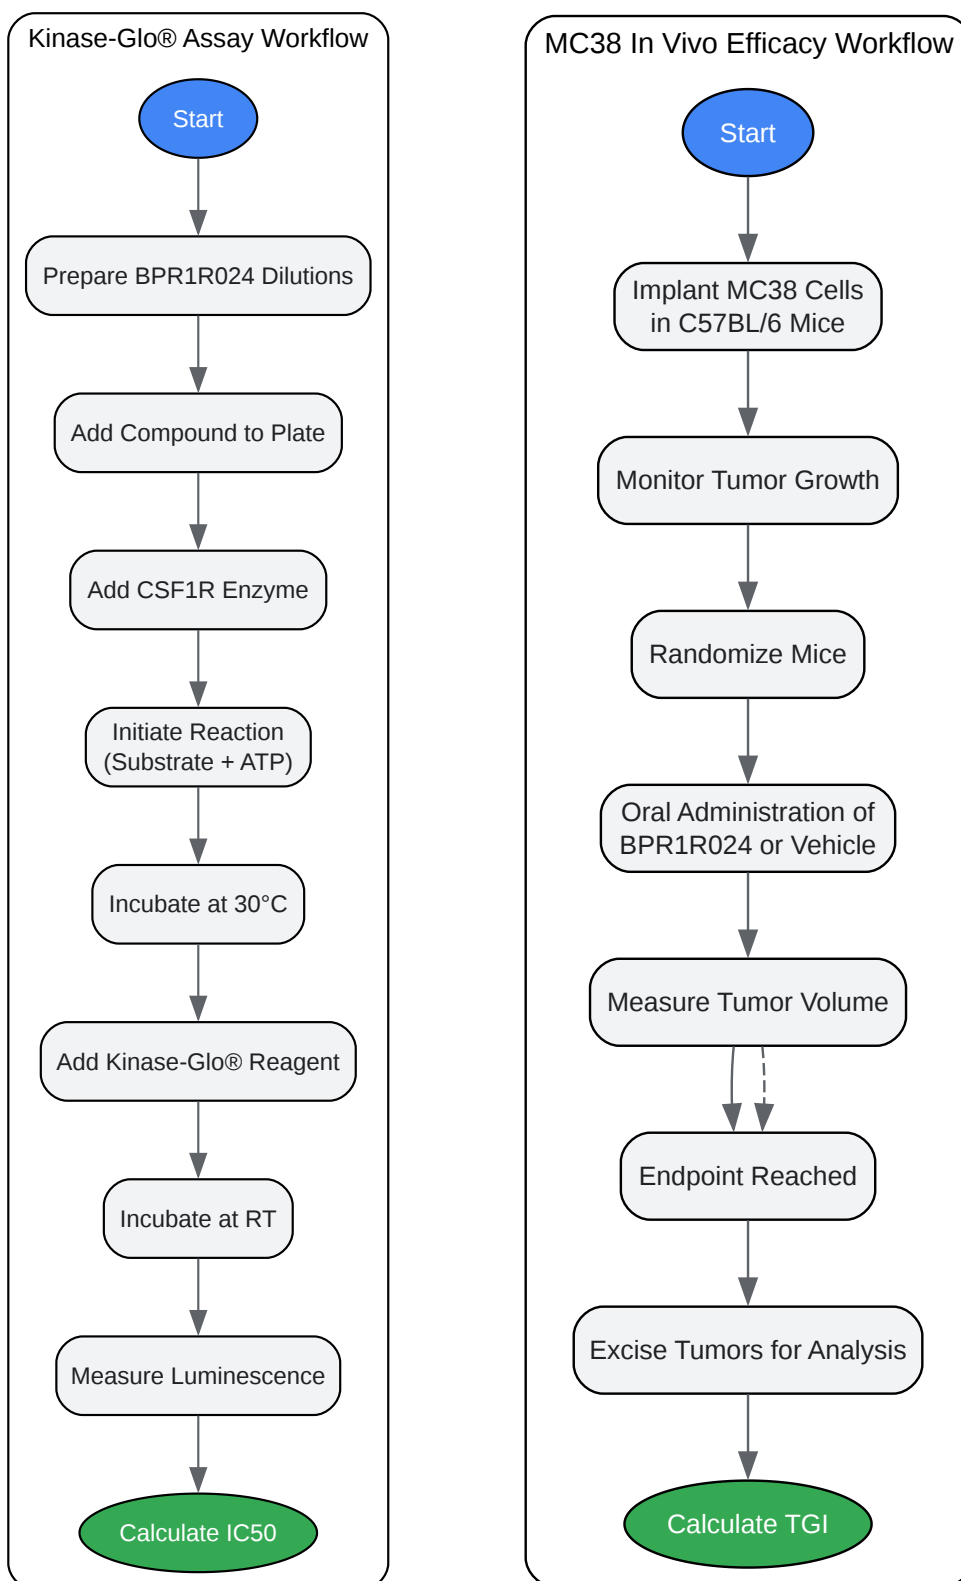 Kinase-Glo® Assay Workflow
Start
Prepare BPR1R024 Dilutions
Add Compound to Plate
Add CSF1R Enzyme
Initiate Reaction
(Substrate + ATP)
Incubate at 30°C
Add Kinase-Glo® Reagent
Incubate at RT
Measure Luminescence
Calculate IC50
MC38 In Vivo Efficacy Workflow
Start
Implant MC38 Cells
in C57BL/6 Mice
Monitor Tumor Growth
Randomize Mice
Oral Administration of
BPR1R024 or Vehicle
Measure Tumor Volume
Endpoint Reached
Excise Tumors for Analysis
Calculate TGI